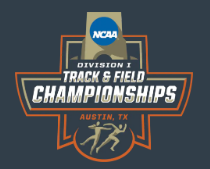 NCAA
DIVISION I
TRACK & FIELD
CHAMPIONSHIPS
AUSTIN, TX